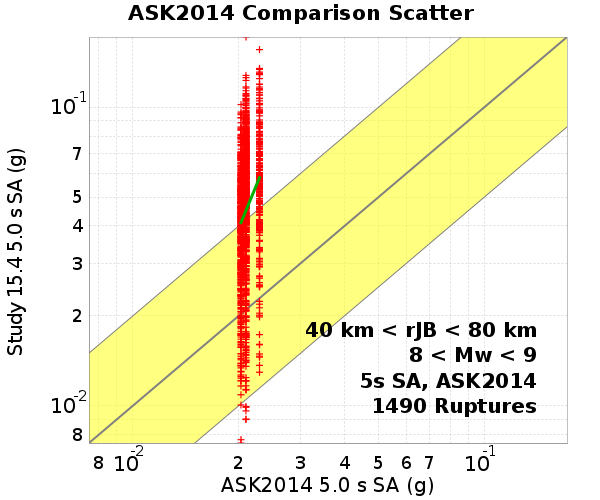 ASK2014 Comparison Scatter
Study 15.4 5.0 s SA (g)
10-1
7
5
4
3
2
10-2
8
40 km < rJB < 80 km
8 < Mw < 9
5s SA, ASK2014
1490 Ruptures
8 10-2 2 3 4 5 6 7 10-1
ASK2014 5.0 s SA (g)